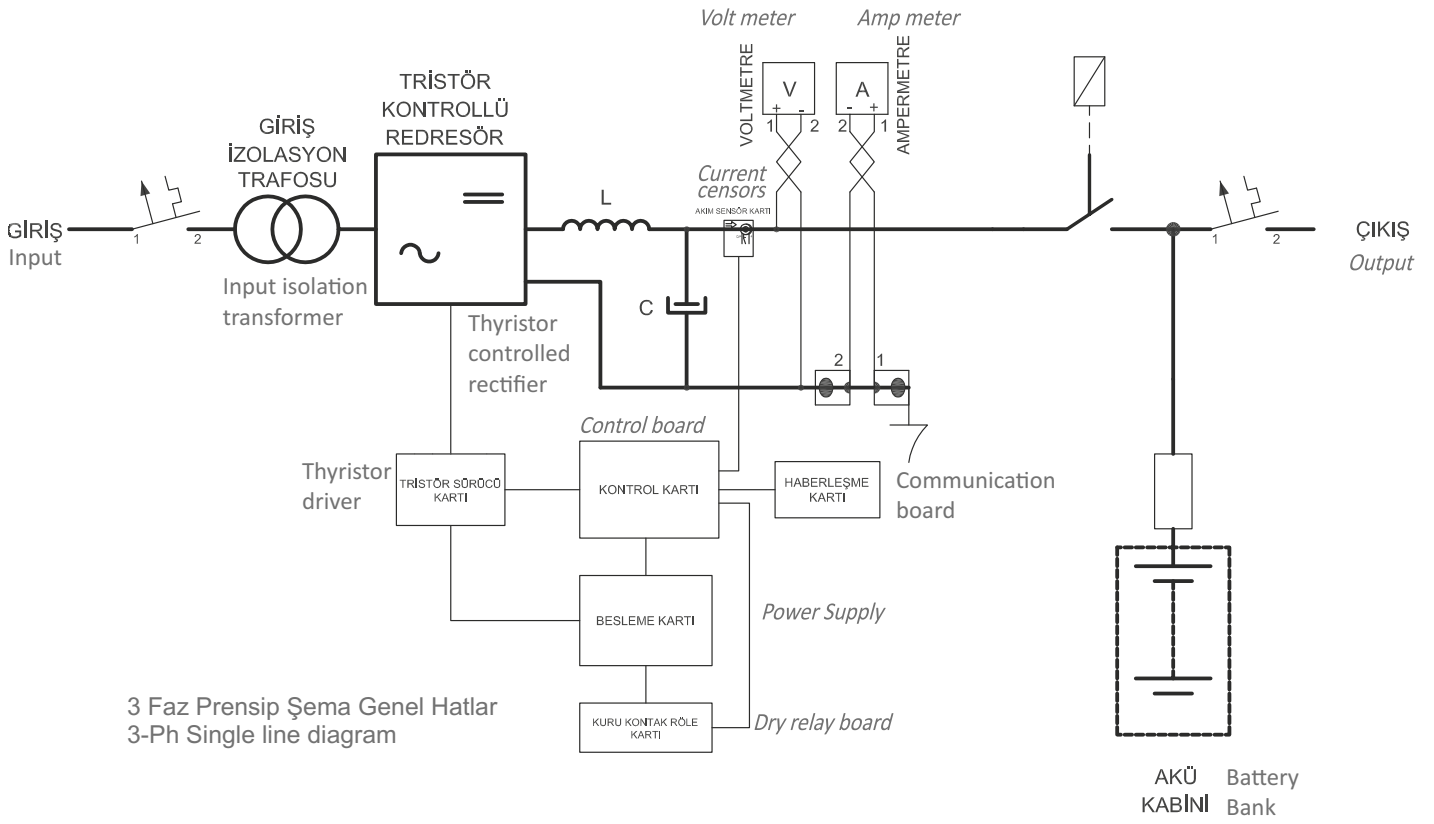 Volt meter
Amp meter
VOLTMETRE
V
+ -
1 2
A
- +
2 1
AMPERMETRE
TRİSTÖR
KONTROLLÜ
REDRESÖR
GİRİŞ
İZOLASYON
TRAFOSU
Current
censors
AKIM SENSÖR KARTI
L
GİRİŞ
Input
1 2
Input isolation
transformer
C
1 2
ÇIKIŞ
Output
Thyristor
controlled
rectifier
2 1
Control board
Thyristor
driver
TRİSTÖR SÜRÜCÜ
KARTI
KONTROL KARTI
HABERLEŞME
KARTI
Communication
board
BESLEME KARTI
Power Supply
3 Faz Prensip Şema Genel Hatlar
3-Ph Single line diagram
KURU KONTAK RÖLE
KARTI
Dry relay board
AKÜ
KABİNİ
Battery
Bank